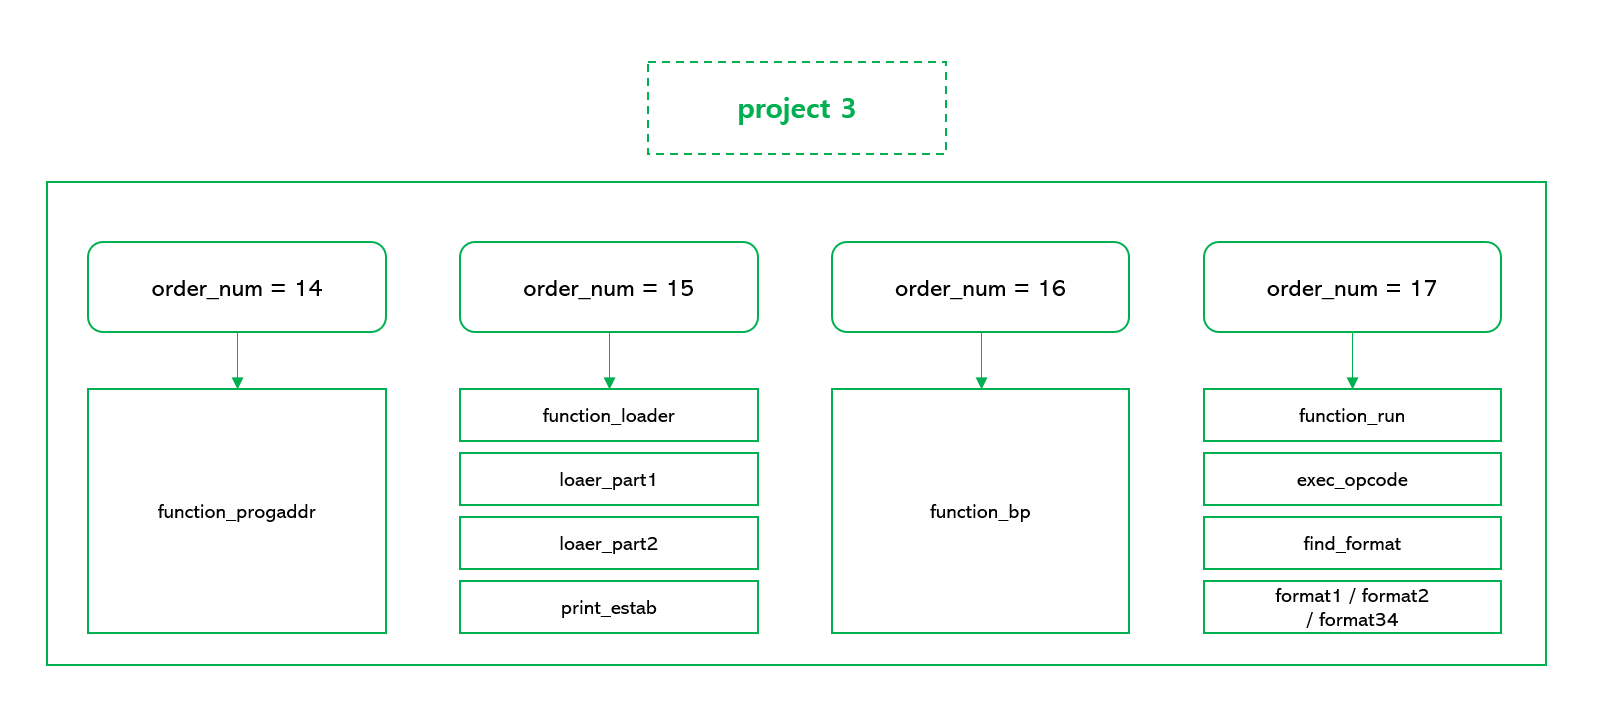 project 3
order_num = 14
order_num = 15
order_num = 16
order_num = 17
function_progaddr
function_loader
loaer_part1
loaer_part2
print_estab
function_bp
function_run
exec_opcode
find_format
format1 / format2
/ format34